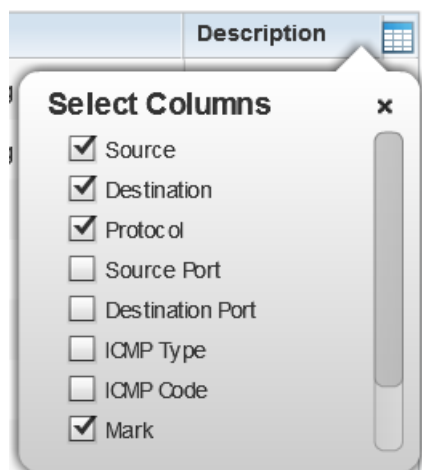 Description
Select Columns
Source
Destination
Protocol
Source Port
Destination Port
ICMP Type
ICMP Code
Mark